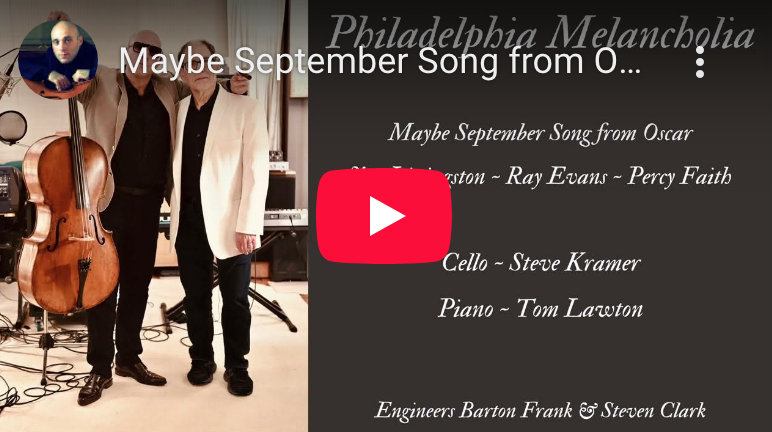 Philadelphia Melancholia
Maybe September Song from O...
Maybe September Song from Oscar
~ Ray Evans ~ Percy Faith
Cello ~ Steve Kramer
Piano ~ Tom Lawton
Engineers Barton Frank & Steven Clark